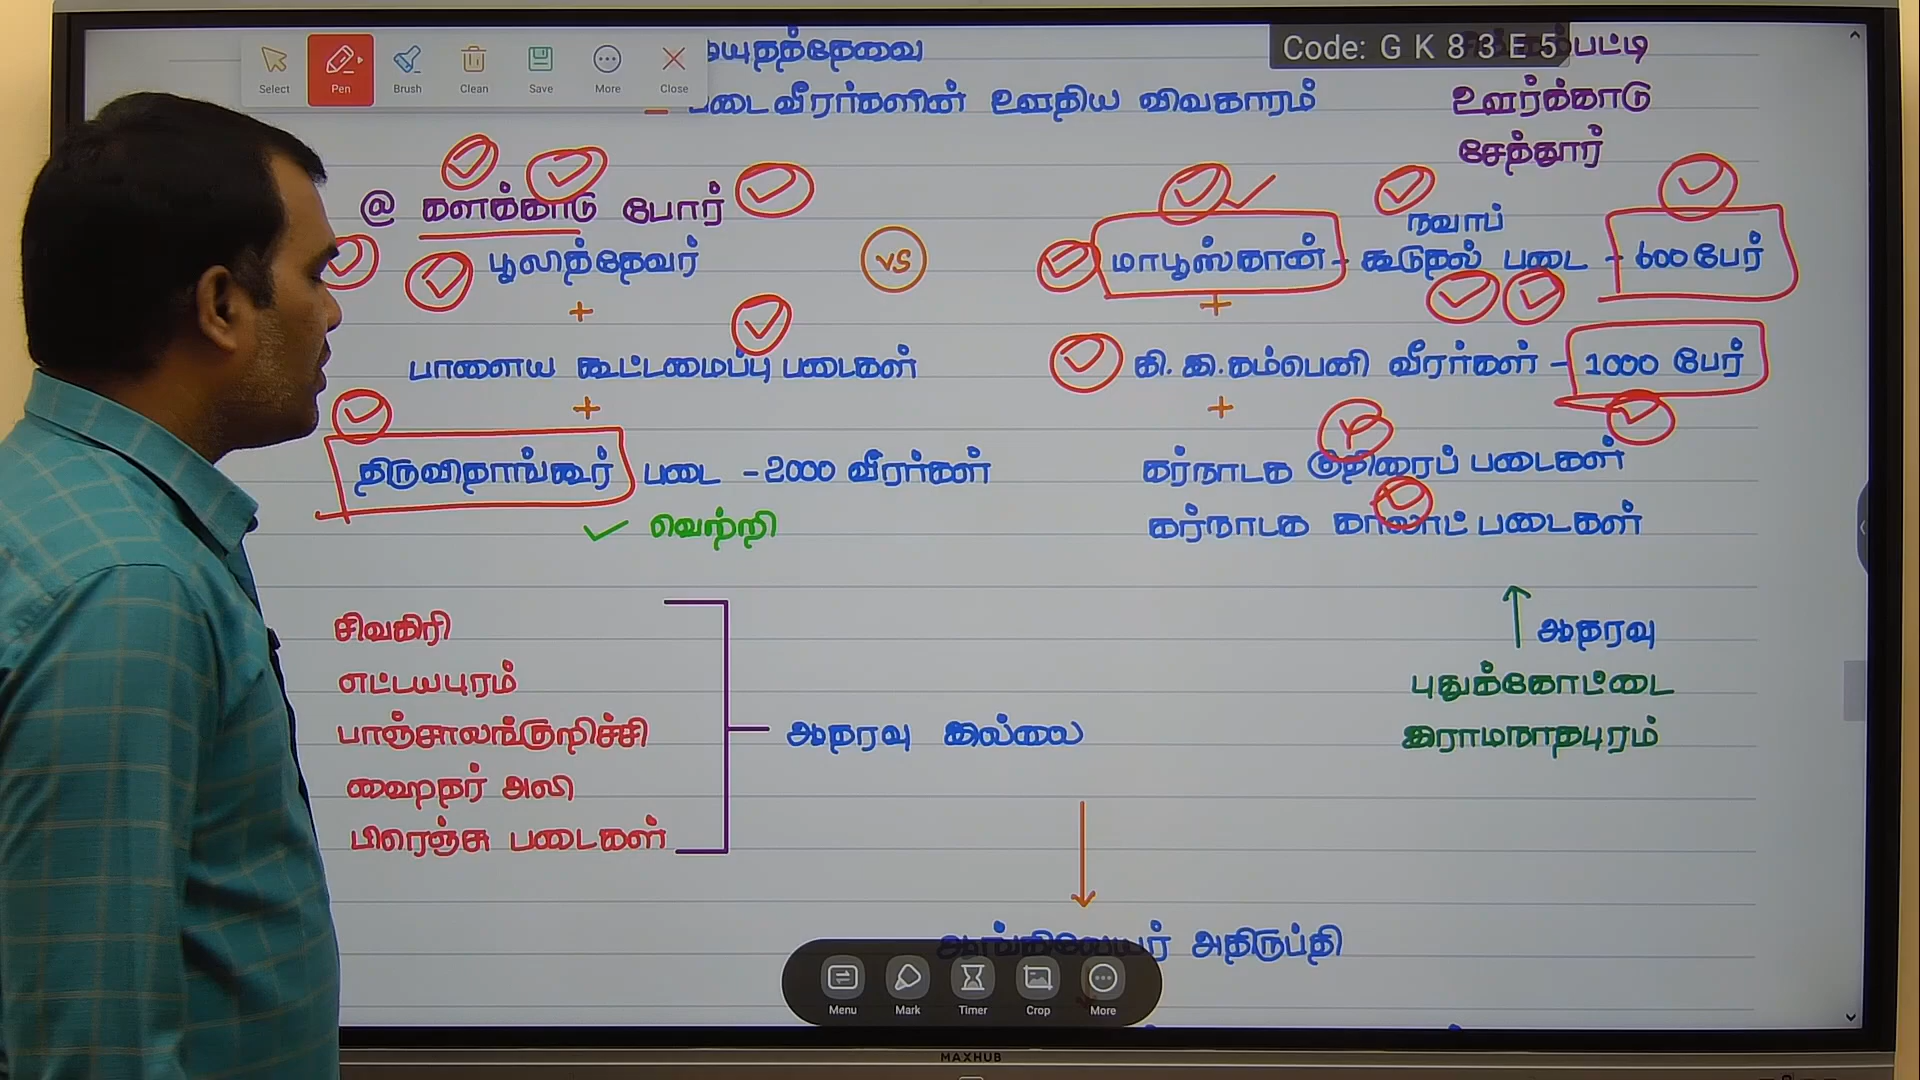 Select Pen Brush Clean Save More Close
Code: G K 8 3 E 5
படைவீரர்களின் ஊதிய விவகாரம்
ஊர்க்காடு
சேத்தூர்
@ களக்காடு போர்
பூலித்தேவர்
VS
நவாப்
மாபூஸ்கான் - கூடுதல் படை - 600 பேர்
+
+
பாளைய கூட்டமைப்பு படைகள்
கி.இ.கம்பெனி வீரர்கள் - 1000 பேர்
+
+
திருவிதாங்கூர் படை - 2000 வீரர்கள்
கர்நாடக குதிரைப் படைகள்
வெற்றி
கர்நாடக காலாட் படைகள்
சிவகிரி
எட்டயபுரம்
பாஞ்சாலங்குறிச்சி
ஹைதர் அலி
பிரெஞ்சு படைகள்
ஆதரவு இல்லை
ஆதரவு
புதுக்கோட்டை
இராமநாதபுரம்
ஆங்கிலேயர் அதிருப்தி
Menu Mark Timer Crop More
MAXHUB